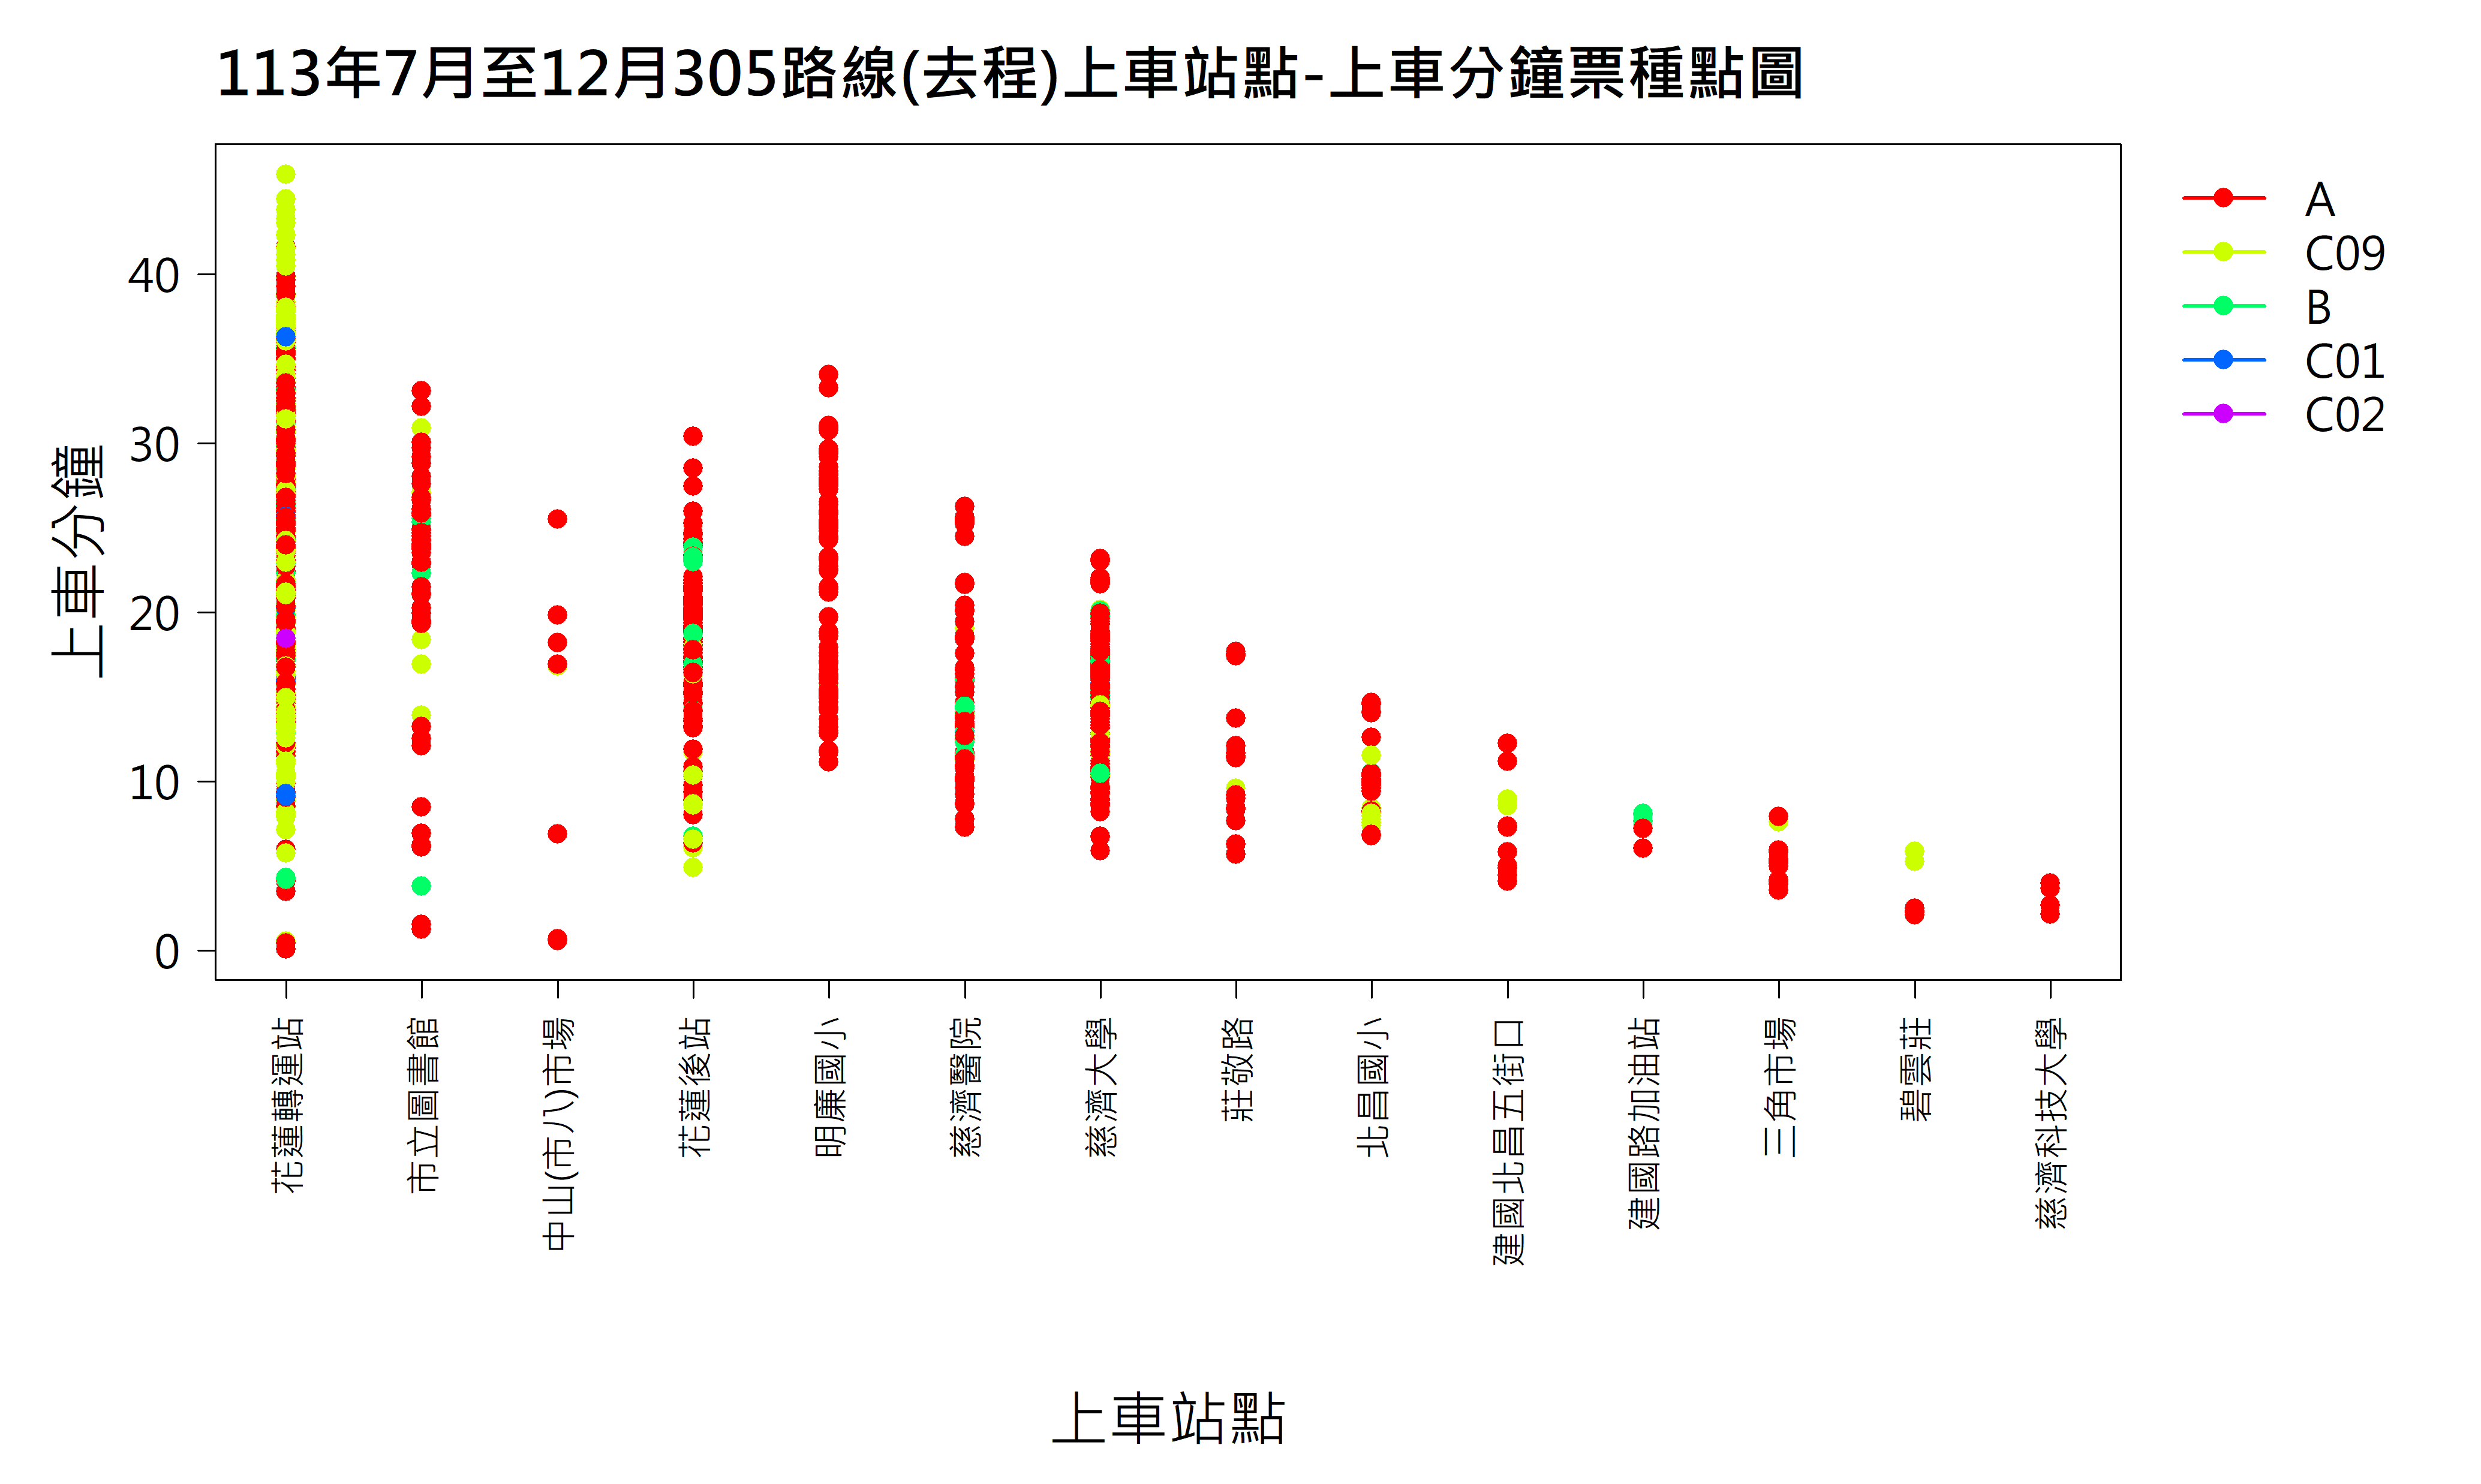 113年7月至12月305路線(去程)上車站點-上車分鐘票種點圖
A
C09
B
C01
C02
上車分鐘
40
30
20
10
0
花蓮轉運站
市立圖書館
中山(市八)市場
花蓮後站
明廉國小
慈濟醫院
慈濟大學
莊敬路
北昌國小
建國北昌五街口
建國路加油站
三角市場
碧雲莊
慈濟科技大學
上車站點